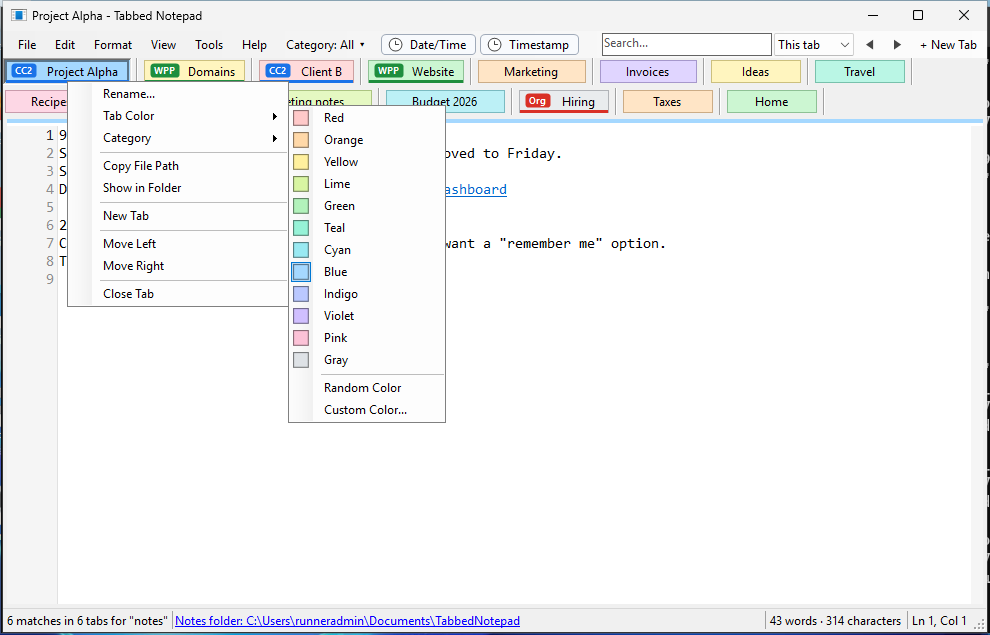 Project Alpha - Tabbed Notepad
File Edit Format View Tools Help Category: All Date/Time Timestamp Search... This tab + New Tab
CC2 Project Alpha WPP Domains CC2 Client B WPP Website Marketing Invoices Ideas Travel
Recipe eting notes Budget 2026 Org Hiring Taxes Home
Rename...
Tab Color
Category
Copy File Path
Show in Folder
New Tab
Move Left
Move Right
Close Tab
Red
Orange
Yellow
Lime
Green
Teal
Cyan
Blue
Indigo
Violet
Pink
Gray
Random Color
Custom Color...
1 9
2 S oved to Friday.
3 S
4 D ashboard
5
6 2
7 C want a "remember me" option.
8 T
9
6 matches in 6 tabs for "notes" Notes folder: C:\Users\runneradmin\Documents\TabbedNotepad 43 words · 314 characters Ln 1, Col 1